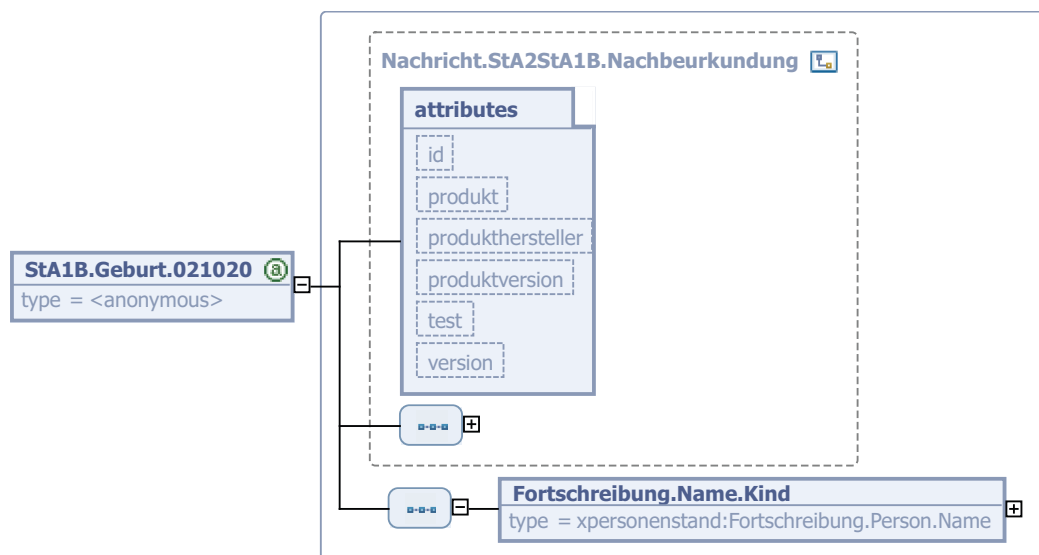 Nachricht.StA2StA1B.Nachbeurkundung
attributes
id
produkt
produkthersteller
produktversion
test
version
StA1B.Geburt.021020 a
type = <anonymous>
Fortschreibung.Name.Kind
type = xpersonenstand:Fortschreibung.Person.Name